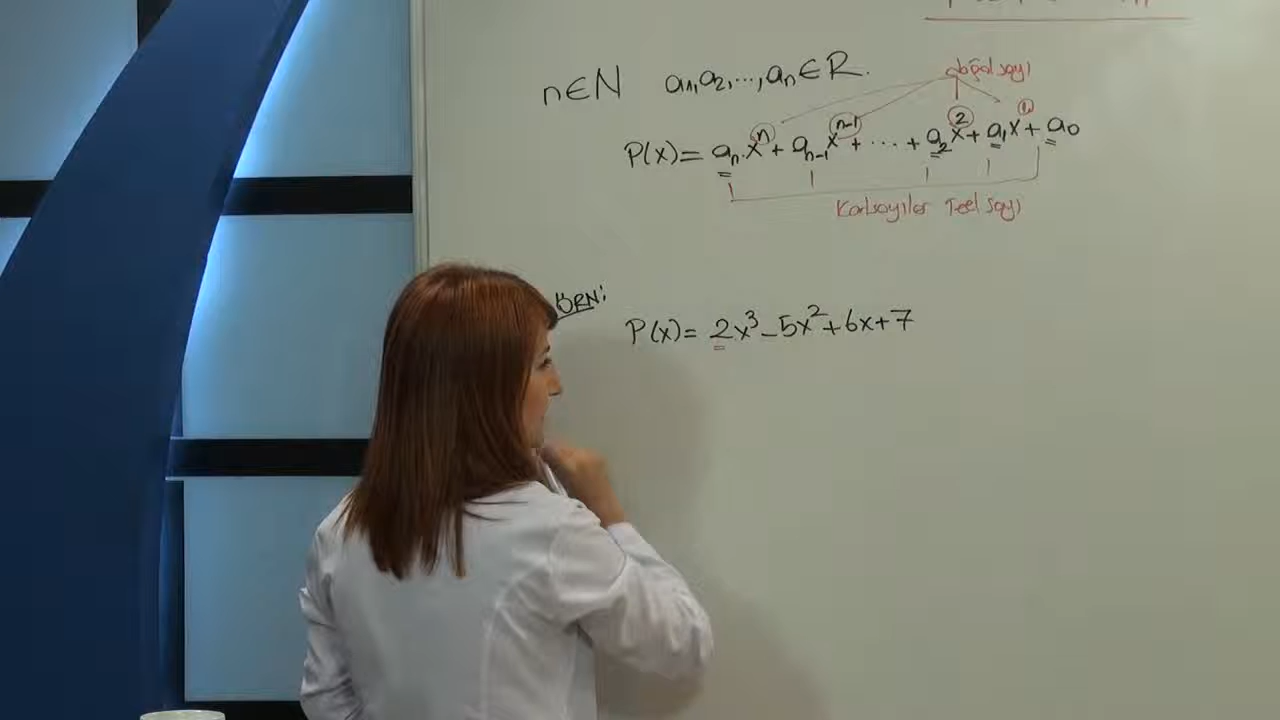 n∈N a₁,a₂,...,aₙ∈R.
doğal sayı
P(x)= aₙ.xⁿ + aₙ₋₁xⁿ⁻¹ + ... + a₂x² + a₁x¹ + a₀
Katsayılar reel sayı
ÖRN:
P(x)= 2x³-5x²+6x+7